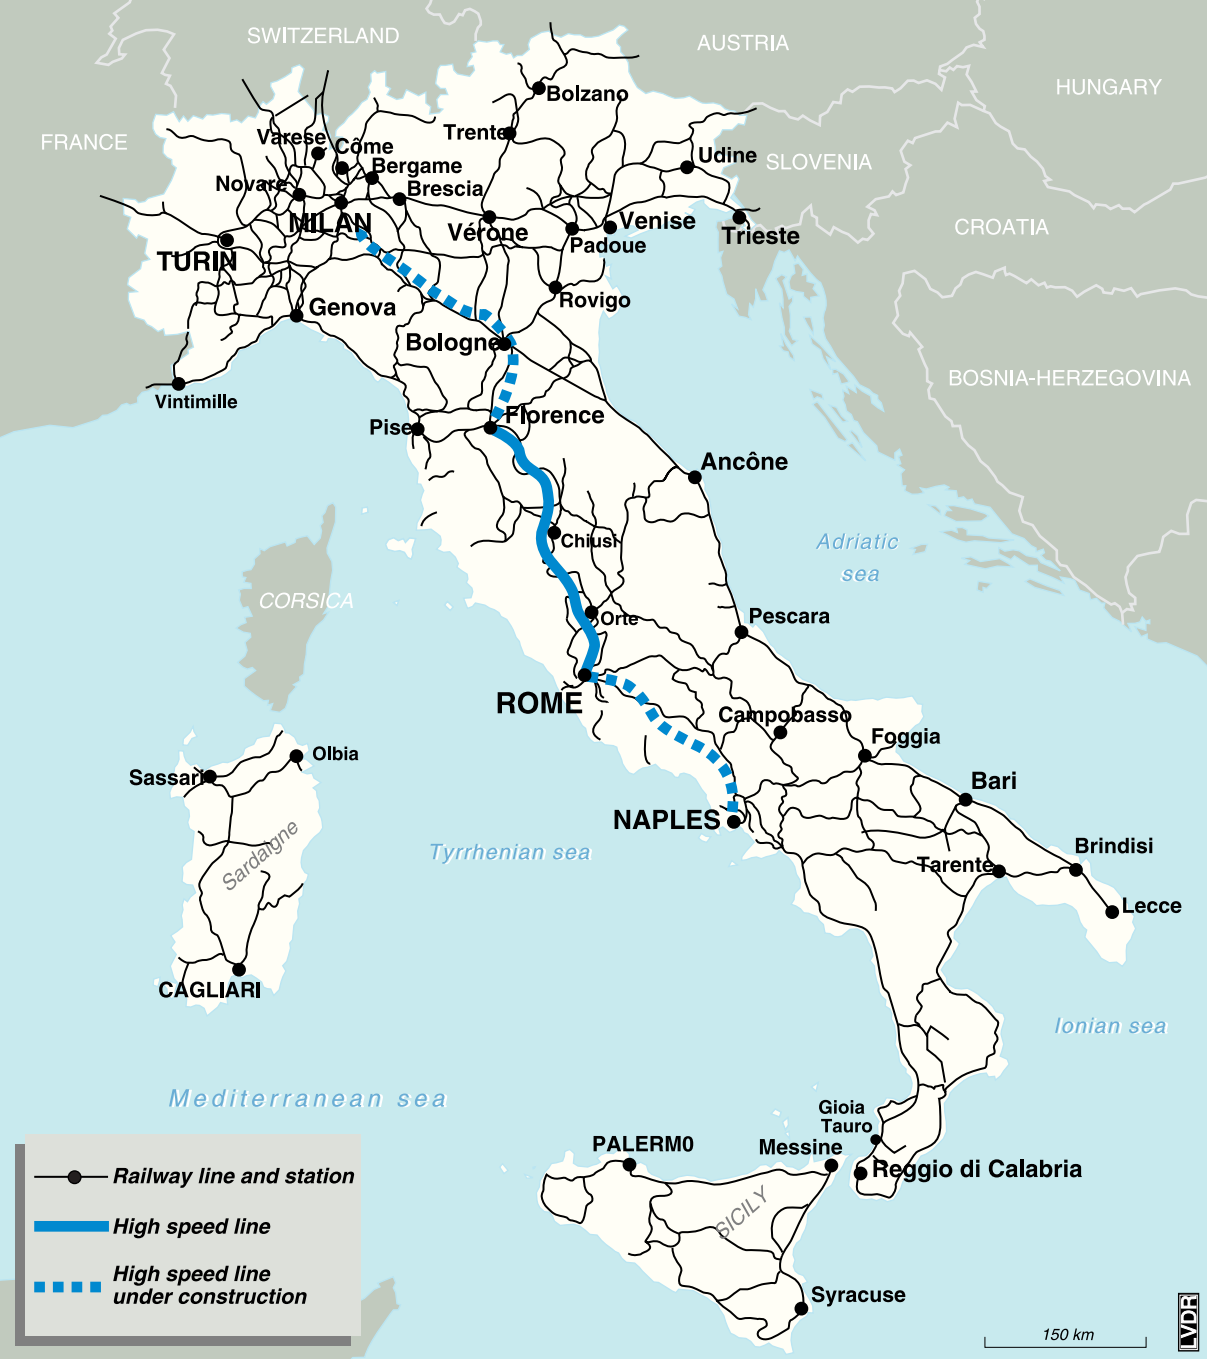 SWITZERLAND
AUSTRIA
HUNGARY
FRANCE
SLOVENIA
CROATIA
BOSNIA-HERZEGOVINA
Bolzano
Trente
Varese
Côme
Bergame
Udine
Novare
Brescia
MILAN
Vérone
Venise
Padoue
Trieste
TURIN
Genova
Rovigo
Bologne
Vintimille
Florence
Pise
Ancône
Chiusi
Adriatic
sea
CORSICA
Orte
Pescara
ROME
Campobasso
Foggia
Olbia
Sassari
Bari
NAPLES
Sardaigne
Tyrrhenian sea
Brindisi
Tarente
Lecce
CAGLIARI
Ionian sea
Mediterranean sea
Gioia
Tauro
PALERM0
Messine
Reggio di Calabria
SICILY
Syracuse
Railway line and station
High speed line
High speed line
under construction
150 km
LVDR